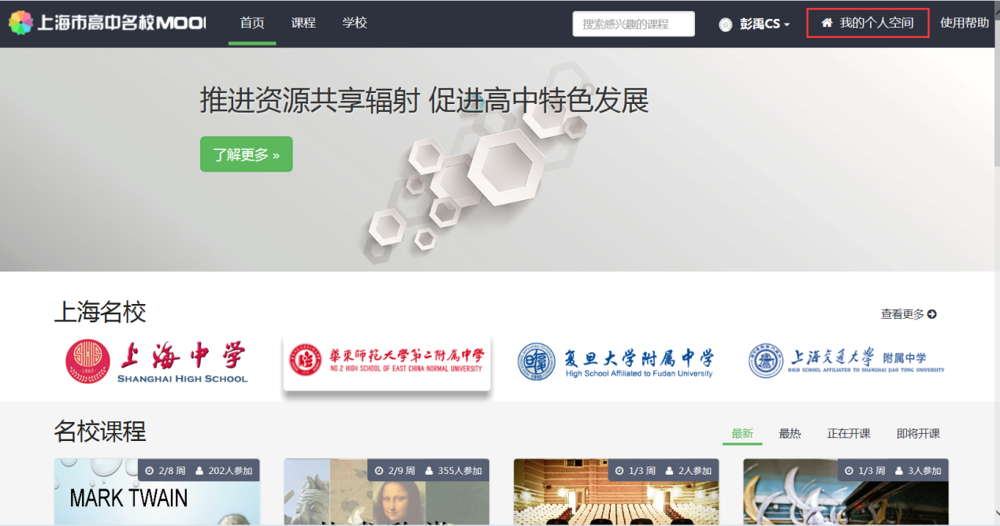 上海市高中名校MOO
首页 课程 学校 搜索感兴趣的课程 彭禹CS 我的个人空间 使用帮助
推进资源共享辐射 促进高中特色发展
了解更多 »
上海名校
查看更多
1865
上海中学
SHANGHAI HIGH SCHOOL
華東师範大學第二附属中學
NO.2 HIGH SCHOOL OF EAST CHINA NORMAL UNIVERSITY
1950
复旦大学附属中学
High School Affiliated to Fudan University
上海交通大学 附属中学
HIGH SCHOOL AFFILIATED TO SHANGHAI JIAO TONG UNIVERSITY
名校课程
最新 最热 正在开课 即将开课
2/8 周 202人参加
MARK TWAIN
2/9 周 355人参加
1/3 周 2人参加
1/3 周 3人参加